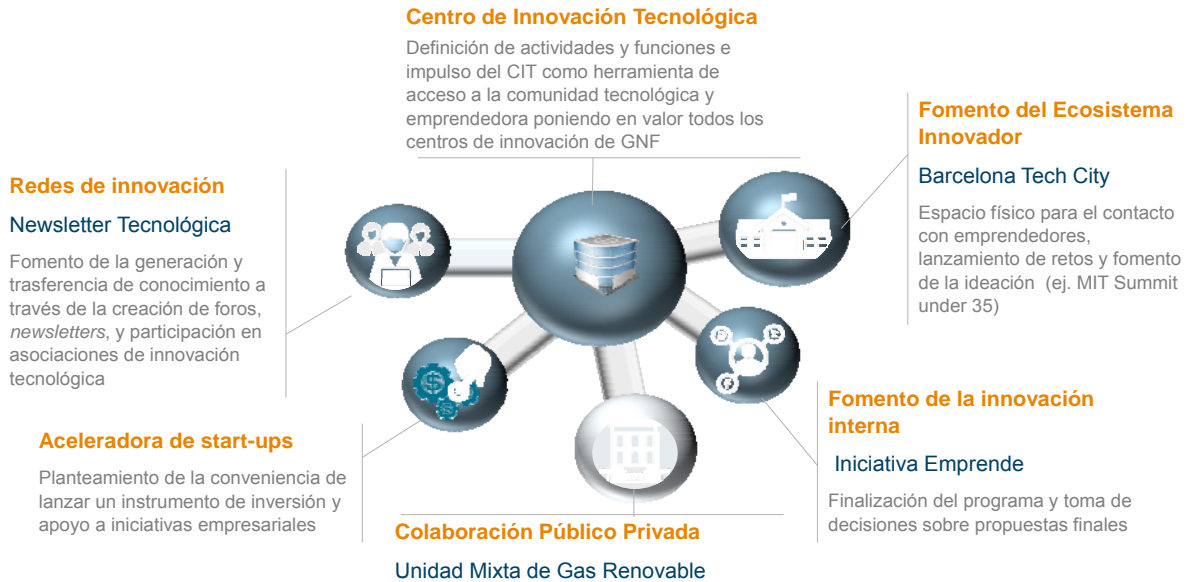 Centro de Innovación Tecnológica
Definición de actividades y funciones e
impulso del CIT como herramienta de
acceso a la comunidad tecnológica y
emprendedora poniendo en valor todos los
centros de innovación de GNF
Fomento del Ecosistema
Innovador
Barcelona Tech City
Espacio físico para el contacto
con emprendedores,
lanzamiento de retos y fomento
de la ideación (ej. MIT Summit
under 35)
Redes de innovación
Newsletter Tecnológica
Fomento de la generación y
trasferencia de conocimiento a
través de la creación de foros,
newsletters, y participación en
asociaciones de innovación
tecnológica
Aceleradora de start-ups
Planteamiento de la conveniencia de
lanzar un instrumento de inversión y
apoyo a iniciativas empresariales
Colaboración Público Privada
Unidad Mixta de Gas Renovable
Fomento de la innovación
interna
Iniciativa Emprende
Finalización del programa y toma de
decisiones sobre propuestas finales